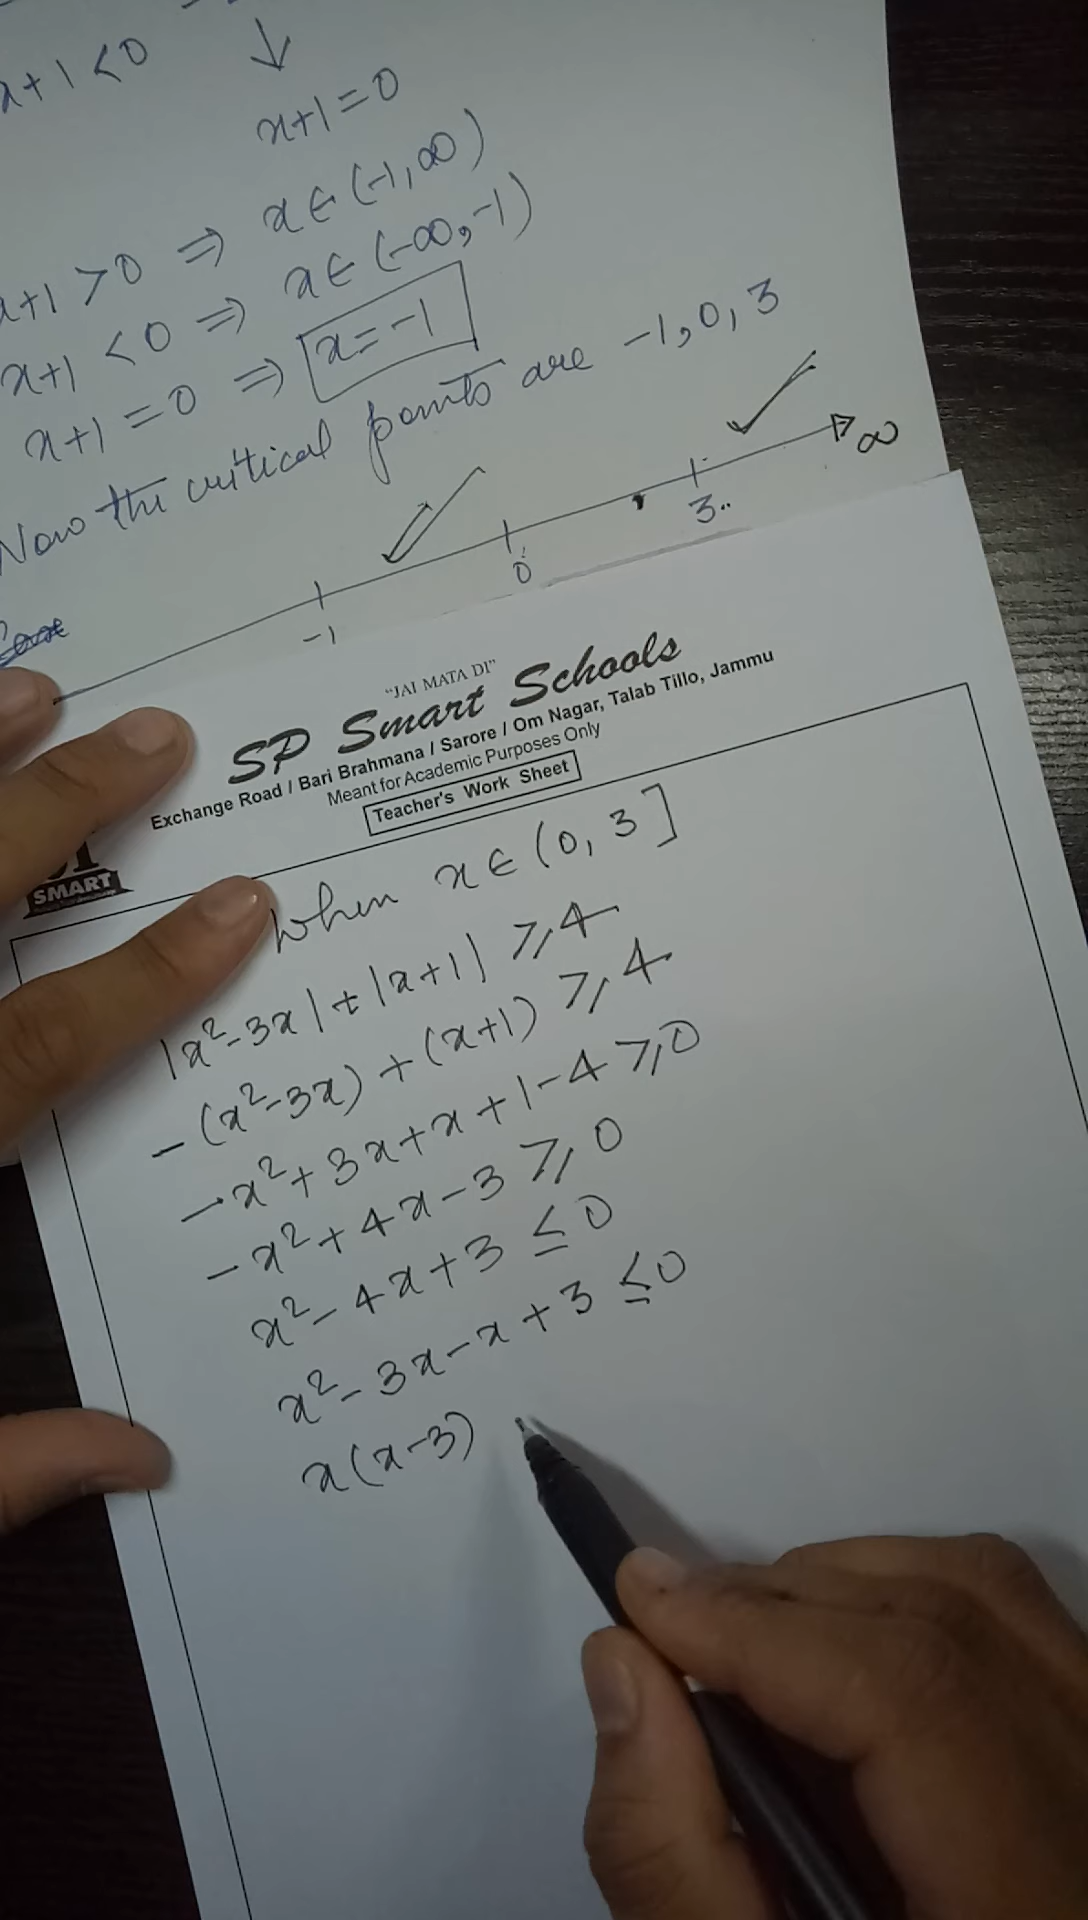 x+1<0
x+1=0
x+1 >0 ⇒ x∈(-1,∞)
x+1 <0 ⇒ x∈(-∞,-1)
x+1 =0 ⇒ x=-1
Now the critical points are -1,0,3
-1 0 3 ∞
"JAI MATA DI"
SP Smart Schools
Exchange Road / Bari Brahmana / Sarore / Om Nagar, Talab Tillo, Jammu
Meant for Academic Purposes Only
Teacher's Work Sheet
SMART
When x∈(0,3]
|x²-3x|+|x+1| ≥4
-(x²-3x)+(x+1) ≥4
-x²+3x+x+1-4≥0
-x²+4x-3≥0
x²-4x+3≤0
x²-3x-x+3≤0
x(x-3)